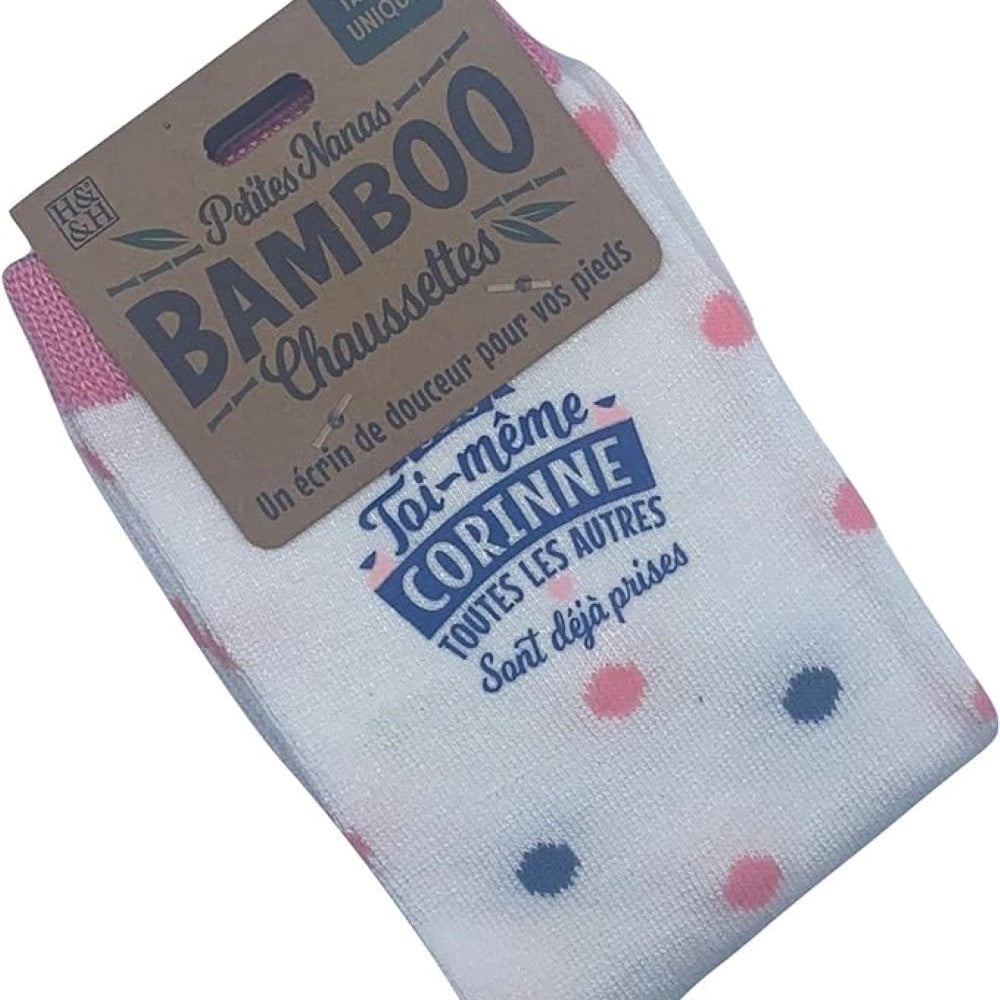 UNIQUE
H&
&H
Petites Nanas
BAMBOO
Chaussettes
Un écrin de douceur pour vos pieds
Toi-même
CORINNE
TOUTES LES AUTRES
Sont déjà prises